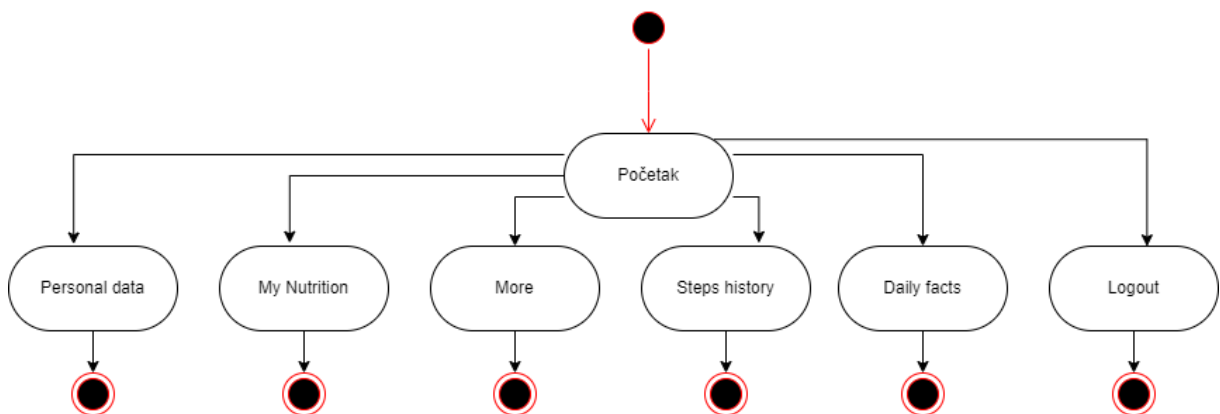 Početak
Personal data
My Nutrition
More
Steps history
Daily facts
Logout